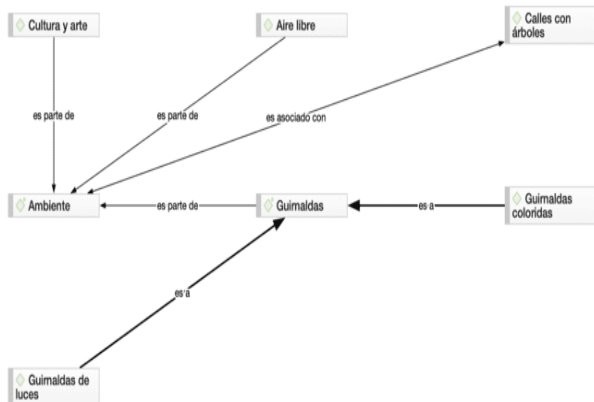 Cultura y arte
Aire libre
Calles con
árboles
es parte de
es parte de
es asociado con
Ambiente
es parte de
Guirnaldas
es a
Guirnaldas
coloridas
es a
Guirnaldas de
luces